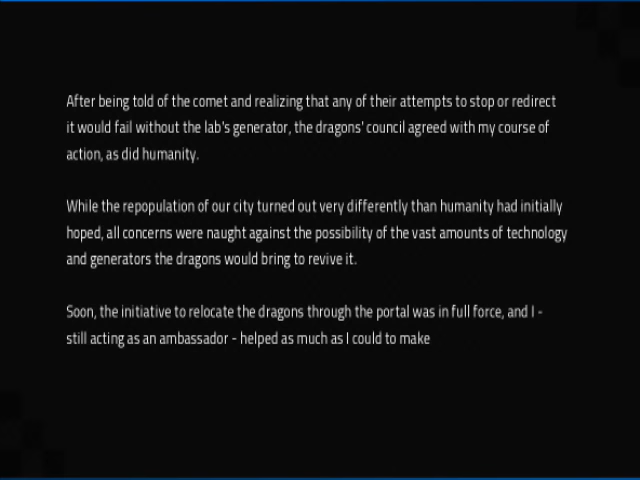 After being told of the comet and realizing that any of their attempts to stop or redirect
it would fail without the lab's generator, the dragons' council agreed with my course of
action, as did humanity.
While the repopulation of our city turned out very differently than humanity had initially
hoped, all concerns were naught against the possibility of the vast amounts of technology
and generators the dragons would bring to revive it.
Soon, the initiative to relocate the dragons through the portal was in full force, and I -
still acting as an ambassador - helped as much as I could to make